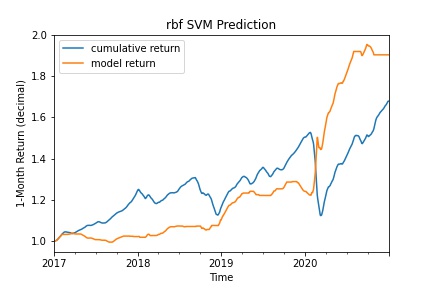 rbf SVM Prediction
cumulative return
model return
1-Month Return (decimal)
2.0
1.8
1.6
1.4
1.2
1.0
2017
2018
2019
2020
Time